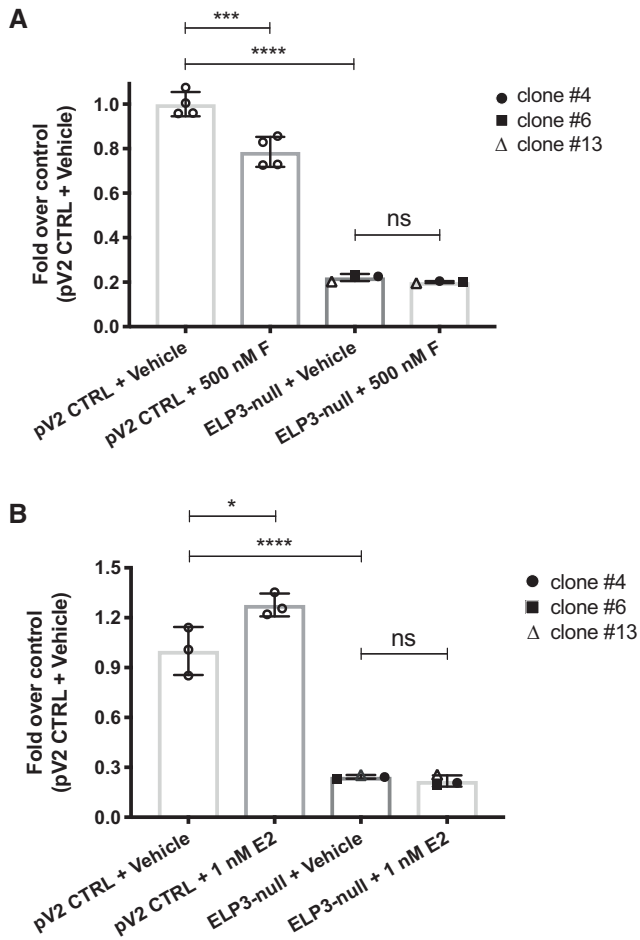 A
***
****
1.0
0.8
0.6
0.4
0.2
0.0
Fold over control
(pV2 CTRL + Vehicle)
ns
clone #4
clone #6
clone #13
pV2 CTRL + Vehicle
pV2 CTRL + 500 nM F
ELP3-null + Vehicle
ELP3-null + 500 nM F
B
*
****
1.5
1.2
0.9
0.6
0.3
0.0
Fold over control
(pV2 CTRL + Vehicle)
ns
clone #4
clone #6
clone #13
pV2 CTRL + Vehicle
pV2 CTRL + 1 nM E2
ELP3-null + Vehicle
ELP3-null + 1 nM E2